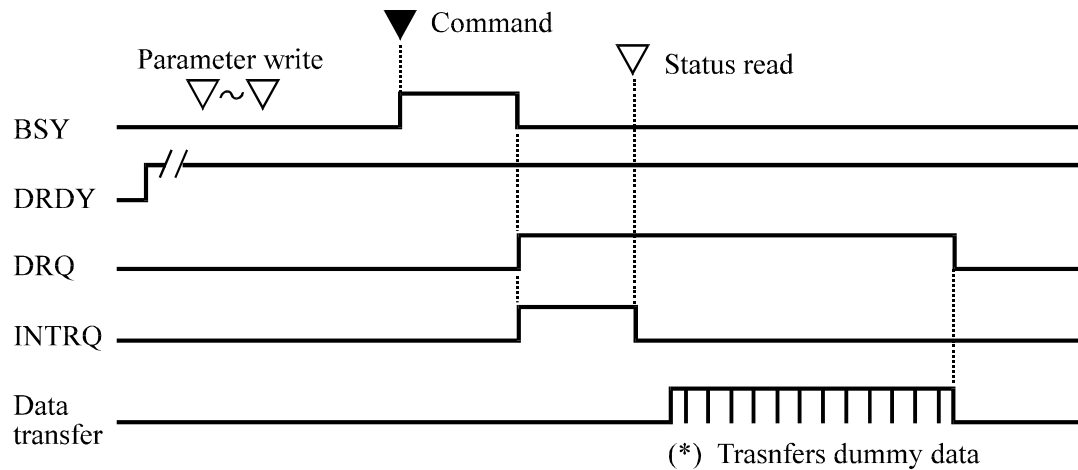 Command
Parameter write
Status read
BSY
DRDY
DRQ
INTRQ
Data
transfer
(*) Trasnfers dummy data